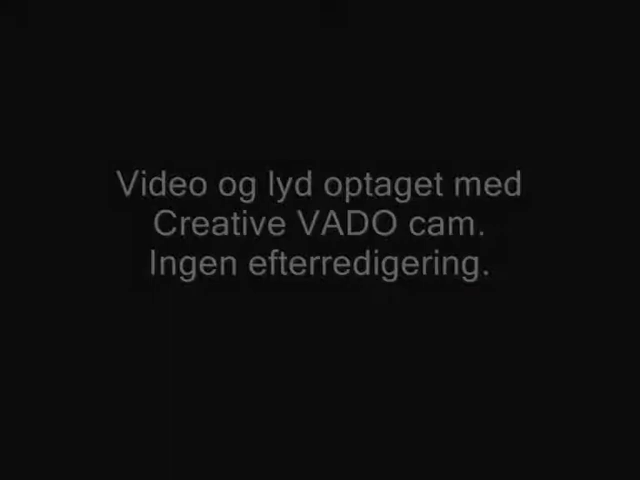 Video og lyd optaget med
Creative VADO cam.
Ingen efterredigering.